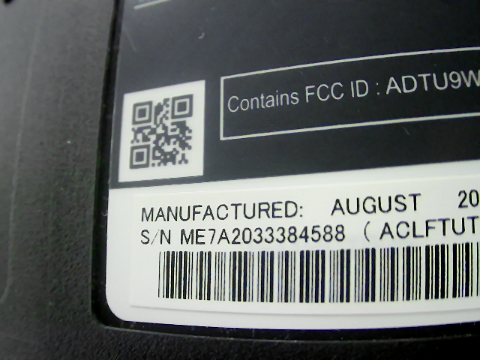 Contains FCC ID : ADTU9W
MANUFACTURED: AUGUST 20
S/N ME7A2033384588 ( ACLFTUT